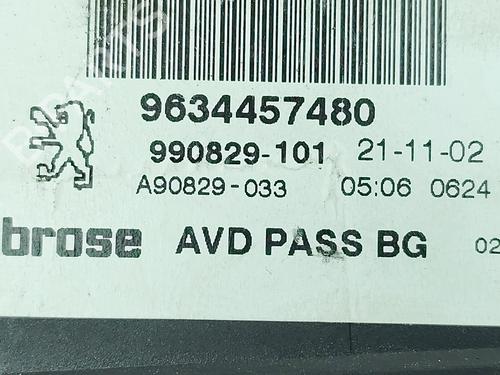 9634457480
990829-101 21-11-02
A90829-033 05:06 0624
brose AVD PASS BG 02